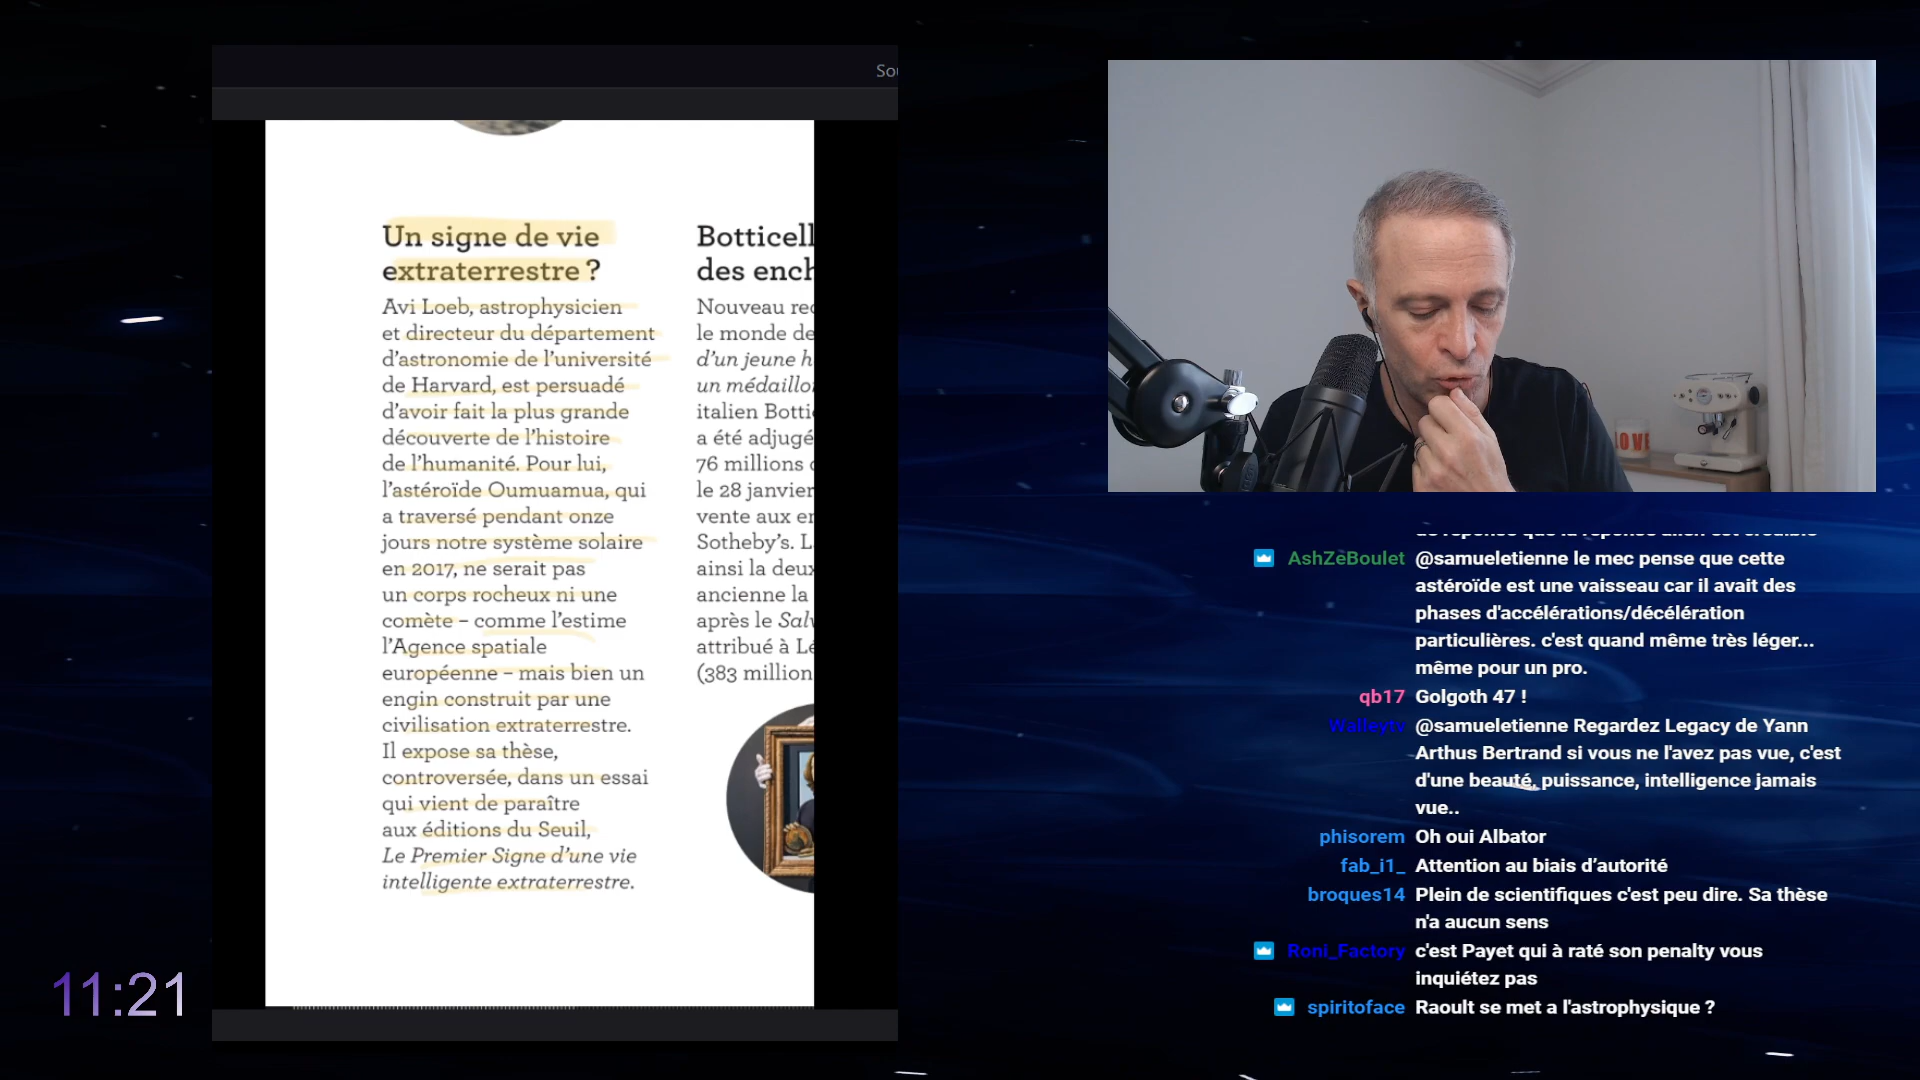 Sou
Un signe de vie
extraterrestre ?
Avi Loeb, astrophysicien
et directeur du département
d'astronomie de l'université
de Harvard, est persuadé
d'avoir fait la plus grande
découverte de l'histoire
de l'humanité. Pour lui,
l'astéroïde Oumuamua, qui
a traversé pendant onze
jours notre système solaire
en 2017, ne serait pas
un corps rocheux ni une
comète – comme l'estime
l'Agence spatiale
européenne – mais bien un
engin construit par une
civilisation extraterrestre.
Il expose sa thèse,
controversée, dans un essai
qui vient de paraître
aux éditions du Seuil,
Le Premier Signe d'une vie
intelligente extraterrestre.
Botticell
des ench
Nouveau rec
le monde de
d'un jeune h
un médaillo
italien Bottic
a été adjugé
76 millions
le 28 janvier
vente aux en
Sotheby's. L
ainsi la deux
ancienne la
après le Salv
attribué à Lé
(383 million
11:21
OVE
AshZeBoulet @samueletienne le mec pense que cette
astéroïde est une vaisseau car il avait des
phases d'accélérations/décélération
particulières. c'est quand même très léger...
même pour un pro.
qb17 Golgoth 47 !
Walleytv @samueletienne Regardez Legacy de Yann
Arthus Bertrand si vous ne l'avez pas vue, c'est
d'une beauté, puissance, intelligence jamais
vue..
phisorem Oh oui Albator
fab_i1_ Attention au biais d'autorité
broques14 Plein de scientifiques c'est peu dire. Sa thèse
n'a aucun sens
Roni_Factory c'est Payet qui à raté son penalty vous
inquiétez pas
spiritoface Raoult se met a l'astrophysique ?